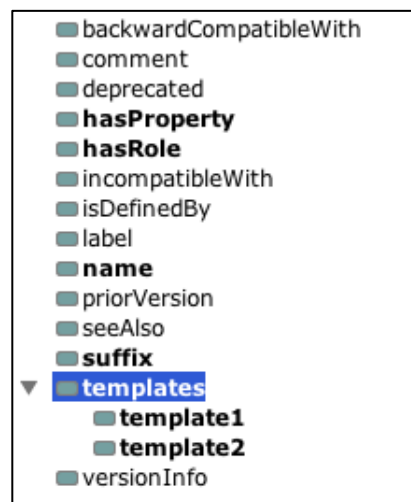 backwardCompatibleWith
comment
deprecated
hasProperty
hasRole
incompatibleWith
isDefinedBy
label
name
priorVersion
seeAlso
suffix
templates
template1
template2
versionInfo